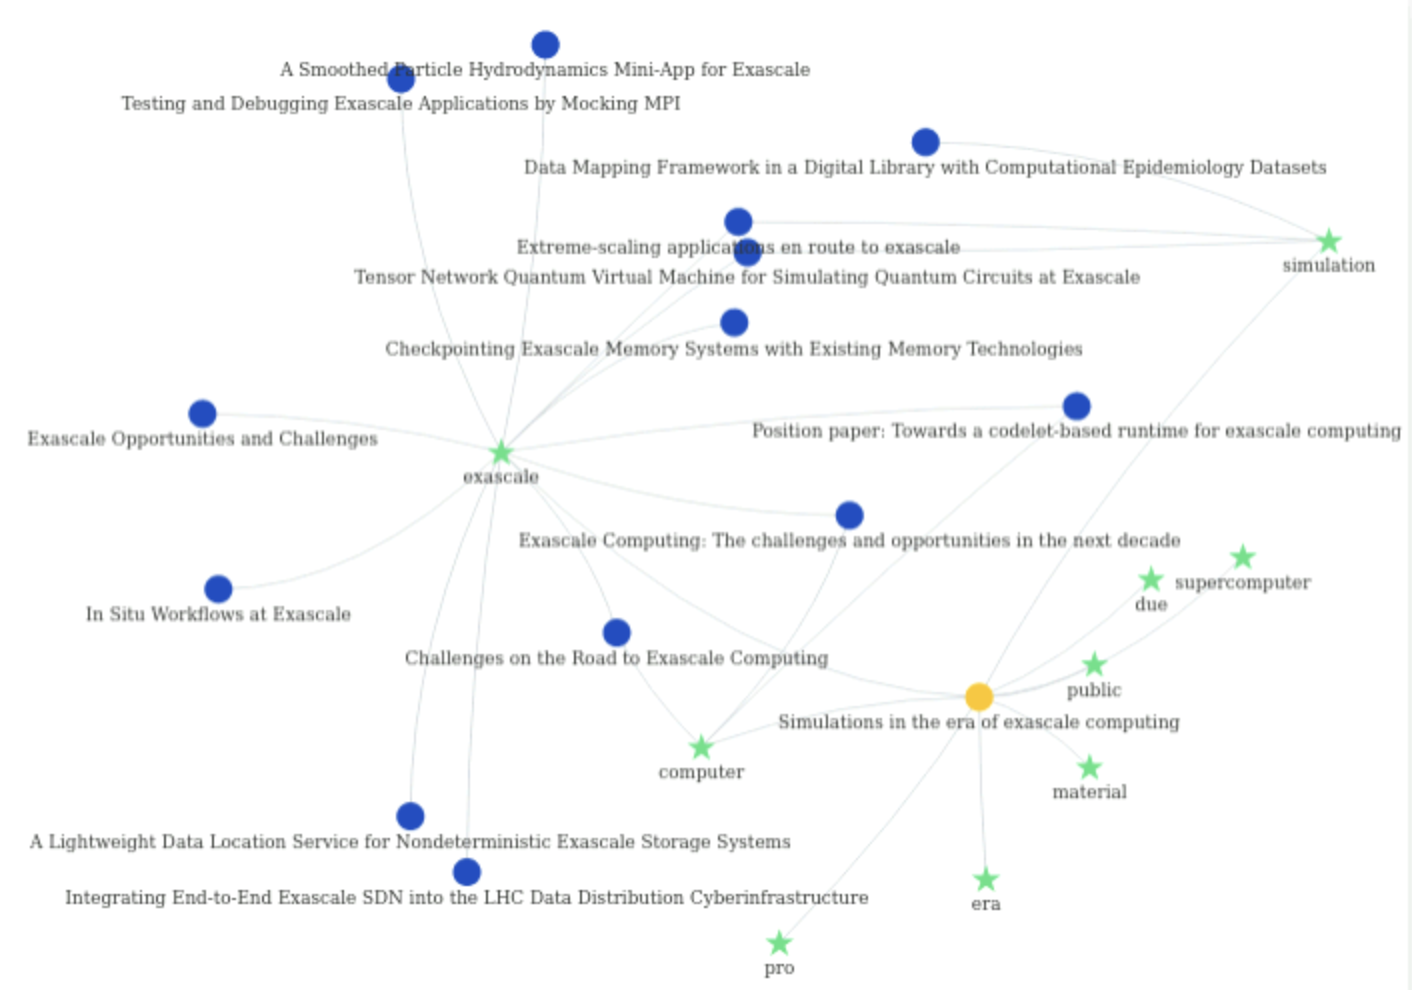 A Smoothed Particle Hydrodynamics Mini-App for Exascale
Testing and Debugging Exascale Applications by Mocking MPI
Data Mapping Framework in a Digital Library with Computational Epidemiology Datasets
Extreme-scaling applications en route to exascale
simulation
Tensor Network Quantum Virtual Machine for Simulating Quantum Circuits at Exascale
Checkpointing Exascale Memory Systems with Existing Memory Technologies
Position paper: Towards a codelet-based runtime for exascale computing
Exascale Opportunities and Challenges
exascale
Exascale Computing: The challenges and opportunities in the next decade
supercomputer
due
In Situ Workflows at Exascale
Challenges on the Road to Exascale Computing
public
Simulations in the era of exascale computing
computer
material
A Lightweight Data Location Service for Nondeterministic Exascale Storage Systems
Integrating End-to-End Exascale SDN into the LHC Data Distribution Cyberinfrastructure
era
pro